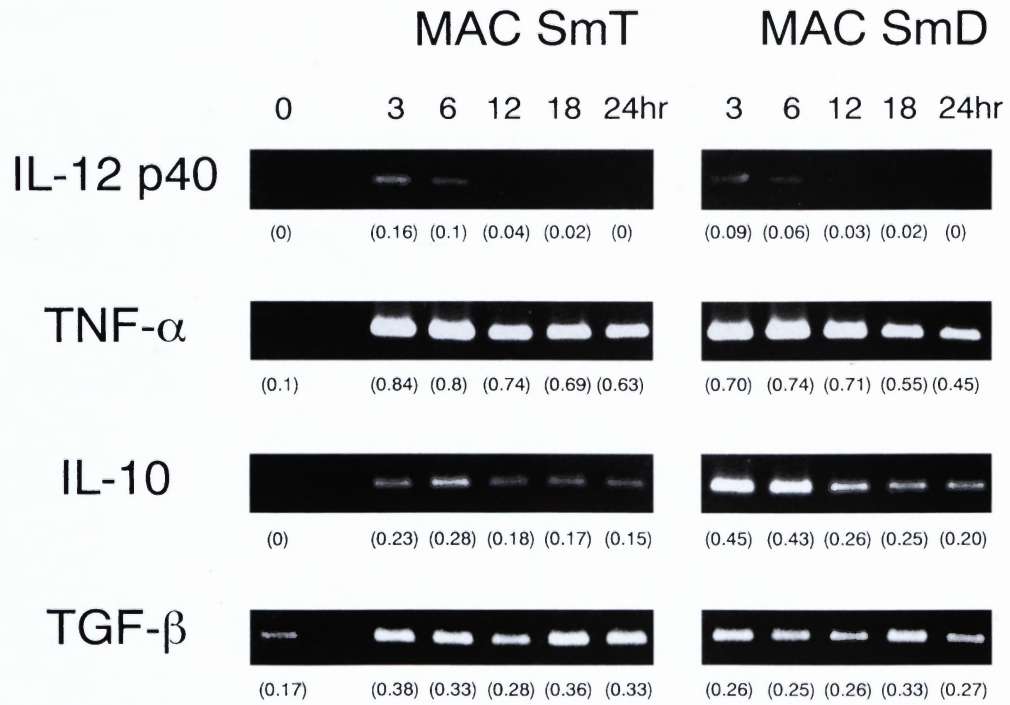 MAC SmT MAC SmD
0 3 6 12 18 24hr 3 6 12 18 24hr
IL-12 p40
(0) (0.16) (0.1) (0.04) (0.02) (0) (0.09) (0.06) (0.03) (0.02) (0)
TNF-α
(0.1) (0.84) (0.8) (0.74) (0.69) (0.63) (0.70) (0.74) (0.71) (0.55) (0.45)
IL-10
(0) (0.23) (0.28) (0.18) (0.17) (0.15) (0.45) (0.43) (0.26) (0.25) (0.20)
TGF-β
(0.17) (0.38) (0.33) (0.28) (0.36) (0.33) (0.26) (0.25) (0.26) (0.33) (0.27)